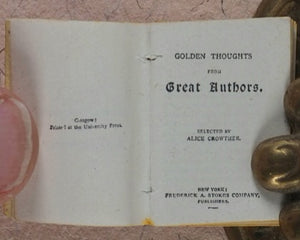 Glasgow:
Printed at the University Press.
GOLDEN THOUGHTS
FROM
Great Authors.
SELECTED BY
ALICE CROWTHER.
NEW YORK:
FREDERICK A. STOKES COMPANY,
PUBLISHERS.